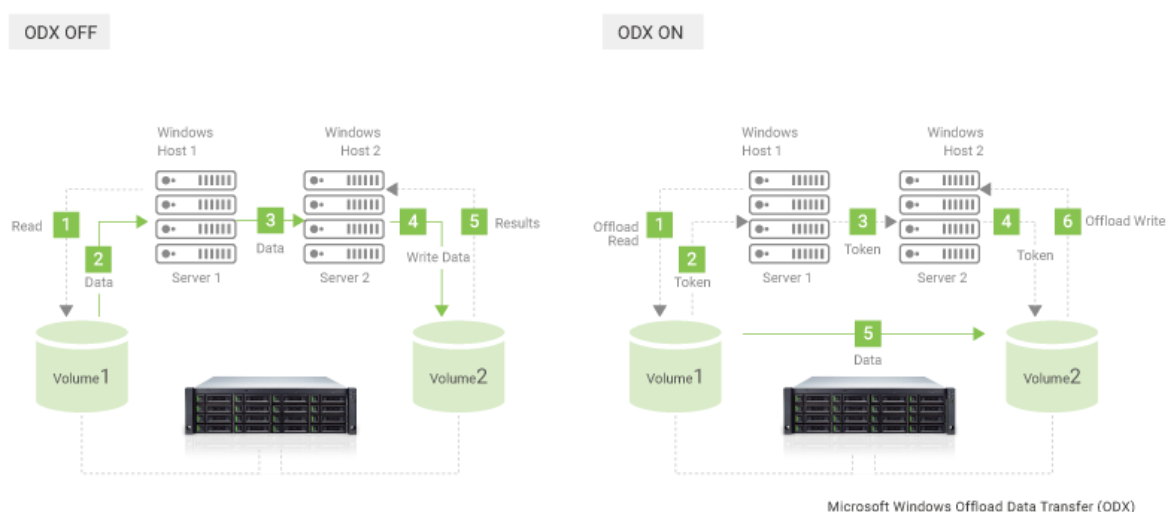 ODX OFF
Windows
Host 1
Windows
Host 2
Read
1
2
Data
3
Data
4
Write Data
5
Results
Server 1
Server 2
Volume1
Volume2
ODX ON
Windows
Host 1
Windows
Host 2
Offload
Read
1
2
Token
3
Token
4
Token
6
Offload Write
Server 1
Server 2
5
Data
Volume1
Volume2
Microsoft Windows Offload Data Transfer (ODX)